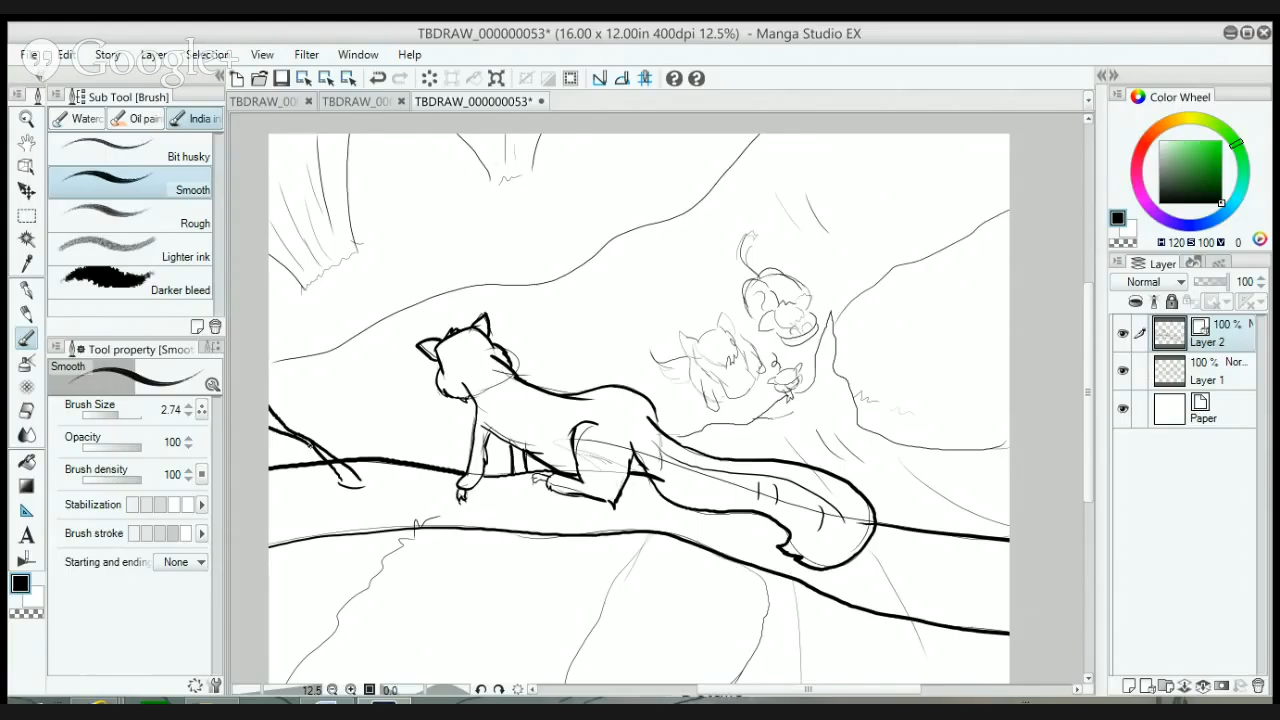 TBDRAW_000000053* (16.00 x 12.00in 400dpi 12.5%) - Manga Studio EX
File Edit Story Layer Selection View Filter Window Help
Google+
Sub Tool [Brush]
TBDRAW_00 TBDRAW_00 TBDRAW_000000053*
Color Wheel
Waterc Oil pain India in
Bit husky
Smooth
Rough
Lighter ink
Darker bleed
H 120 S 100 V 0
Layer
Normal 100
100 % N
Layer 2
100 % Nor...
Layer 1
Paper
Tool property [Smoot
Smooth
Brush Size 2.74
Opacity 100
Brush density 100
Stabilization
Brush stroke
Starting and ending None
12.5 0.0